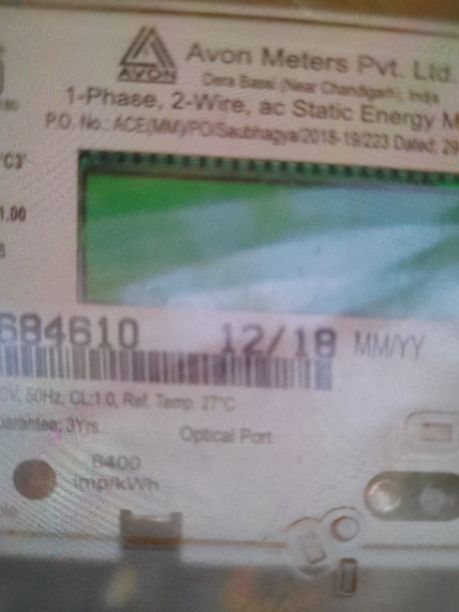 Avon Meters Pvt. Ltd.
AVON
Dera Bassi (Near Chandigarh), India
1-Phase, 2-Wire, ac Static Energy M
P.O. No.: ACE(MM)/PO/Saubhagya/2018-19/223 Dated: 29
1.00
684610 12/18 MM/YY
0V, 50Hz, CL:1.0, Ref. Temp. 27°C
uarantee: 3Yrs.
Optical Port
6400
Imp/kWh